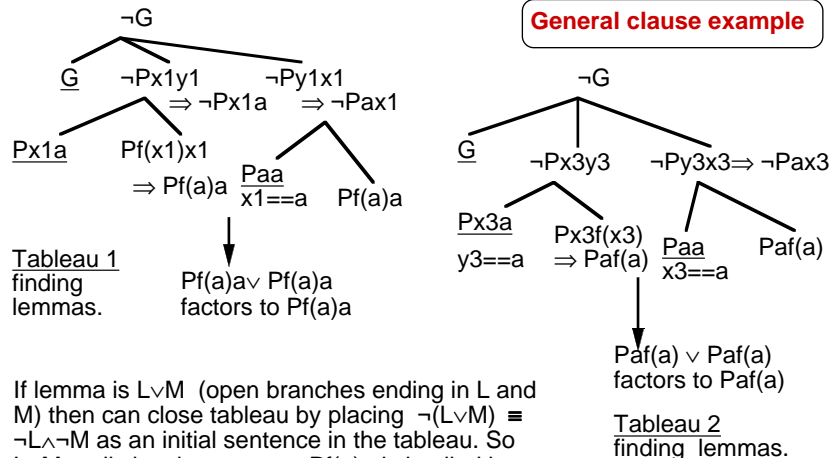 General clause example
¬G
G ¬Px1y1 ¬Py1x1
⇒ ¬Px1a ⇒ ¬Pax1
Px1a Pf(x1)x1
⇒ Pf(a)a Paa Pf(a)a
x1==a
Tableau 1
finding
lemmas.
Pf(a)a∨ Pf(a)a
factors to Pf(a)a
¬G
G ¬Px3y3 ¬Py3x3⇒ ¬Pax3
Px3a Px3f(x3) Paa Paf(a)
y3==a ⇒ Paf(a) x3==a
Paf(a) ∨ Paf(a)
factors to Paf(a)
Tableau 2
finding lemmas.
If lemma is L∨M (open branches ending in L and
M) then can close tableau by placing ¬(L∨M) ≡
¬L∧¬M as an initial sentence in the tableau. So